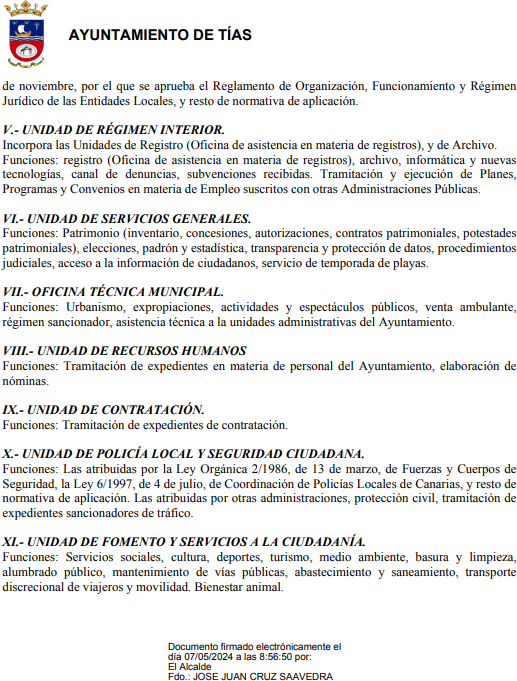 AYUNTAMIENTO DE TÍAS
de noviembre, por el que se aprueba el Reglamento de Organización, Funcionamiento y Régimen
Jurídico de las Entidades Locales, y resto de normativa de aplicación.
V.- UNIDAD DE RÉGIMEN INTERIOR.
Incorpora las Unidades de Registro (Oficina de asistencia en materia de registros), y de Archivo.
Funciones: registro (Oficina de asistencia en materia de registros), archivo, informática y nuevas
tecnologías, canal de denuncias, subvenciones recibidas. Tramitación y ejecución de Planes,
Programas y Convenios en materia de Empleo suscritos con otras Administraciones Públicas.
VI.- UNIDAD DE SERVICIOS GENERALES.
Funciones: Patrimonio (inventario, concesiones, autorizaciones, contratos patrimoniales, potestades
patrimoniales), elecciones, padrón y estadística, transparencia y protección de datos, procedimientos
judiciales, acceso a la información de ciudadanos, servicio de temporada de playas.
VII.- OFICINA TÉCNICA MUNICIPAL.
Funciones: Urbanismo, expropiaciones, actividades y espectáculos públicos, venta ambulante,
régimen sancionador, asistencia técnica a la unidades administrativas del Ayuntamiento.
VIII.- UNIDAD DE RECURSOS HUMANOS
Funciones: Tramitación de expedientes en materia de personal del Ayuntamiento, elaboración de
nóminas.
IX.- UNIDAD DE CONTRATACIÓN.
Funciones: Tramitación de expedientes de contratación.
X.- UNIDAD DE POLICÍA LOCAL Y SEGURIDAD CIUDADANA.
Funciones: Las atribuidas por la Ley Orgánica 2/1986, de 13 de marzo, de Fuerzas y Cuerpos de
Seguridad, la Ley 6/1997, de 4 de julio, de Coordinación de Policías Locales de Canarias, y resto de
normativa de aplicación. Las atribuidas por otras administraciones, protección civil, tramitación de
expedientes sancionadores de tráfico.
XI.- UNIDAD DE FOMENTO Y SERVICIOS A LA CIUDADANÍA.
Funciones: Servicios sociales, cultura, deportes, turismo, medio ambiente, basura y limpieza,
alumbrado público, mantenimiento de vías públicas, abastecimiento y saneamiento, transporte
discrecional de viajeros y movilidad. Bienestar animal.
Documento firmado electrónicamente el
día 07/05/2024 a las 8:56:50 por:
El Alcalde
Fdo.: JOSE JUAN CRUZ SAAVEDRA